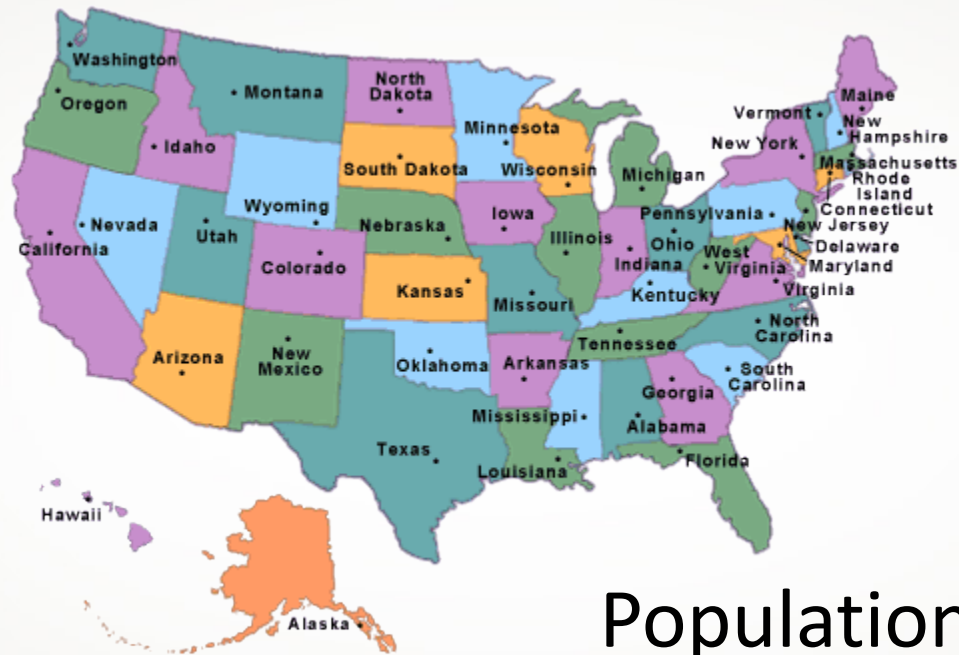 Washington
Oregon
Idaho
Montana
North
Dakota
South Dakota
Minnesota
Wisconsin
Michigan
Wyoming
Nebraska
Iowa
Nevada
California
Utah
Colorado
Kansas
Missouri
Illinois
Indiana
Ohio
Pennsylvania
New York
Vermont
Maine
New
Hampshire
Massachusetts
Rhode
Island
Connecticut
New Jersey
Delaware
Maryland
West
Virginia
Virginia
Kentucky
Tennessee
North
Carolina
South
Carolina
Arizona
New
Mexico
Oklahoma
Arkansas
Texas
Louisiana
Mississippi
Alabama
Georgia
Florida
Hawaii
Alaska
Population